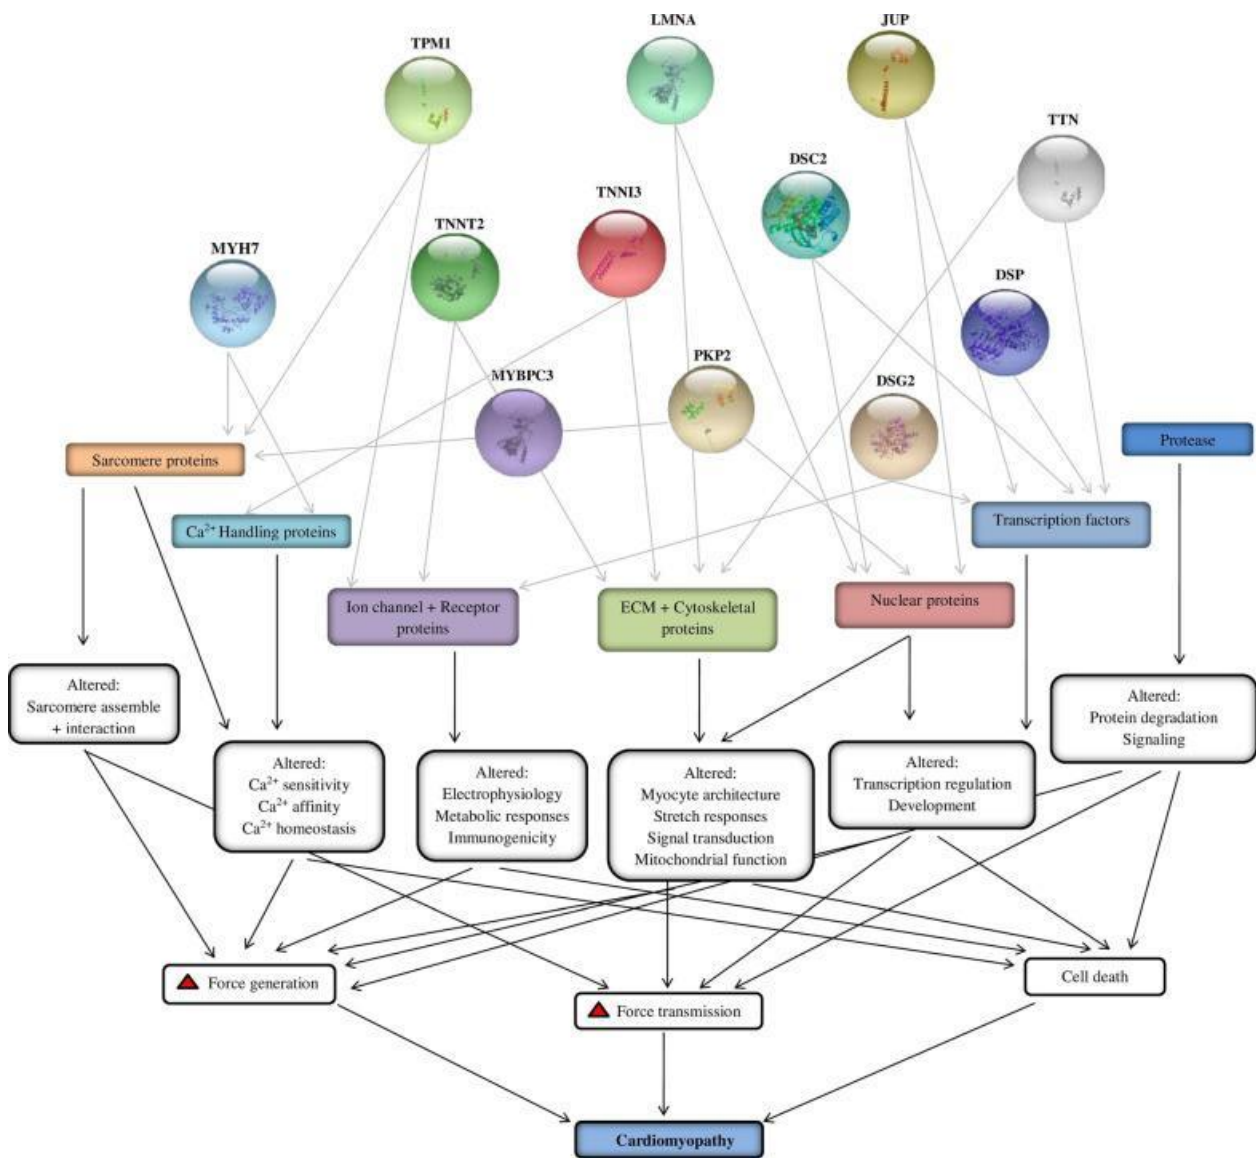 LMNA
JUP
TPM1
TTN
DSC2
TNNI3
TNNT2
MYH7
DSP
PKP2
MYBPC3
DSG2
Protease
Sarcomere proteins
Ca²⁺ Handling proteins
Transcription factors
Ion channel + Receptor
proteins
ECM + Cytoskeletal
proteins
Nuclear proteins
Altered:
Sarcomere assemble
+ interaction
Altered:
Protein degradation
Signaling
Altered:
Ca²⁺ sensitivity
Ca²⁺ affinity
Ca²⁺ homeostasis
Altered:
Electrophysiology
Metabolic responses
Immunogenicity
Altered:
Myocyte architecture
Stretch responses
Signal transduction
Mitochondrial function
Altered:
Transcription regulation
Development
Force generation
Force transmission
Cell death
Cardiomyopathy